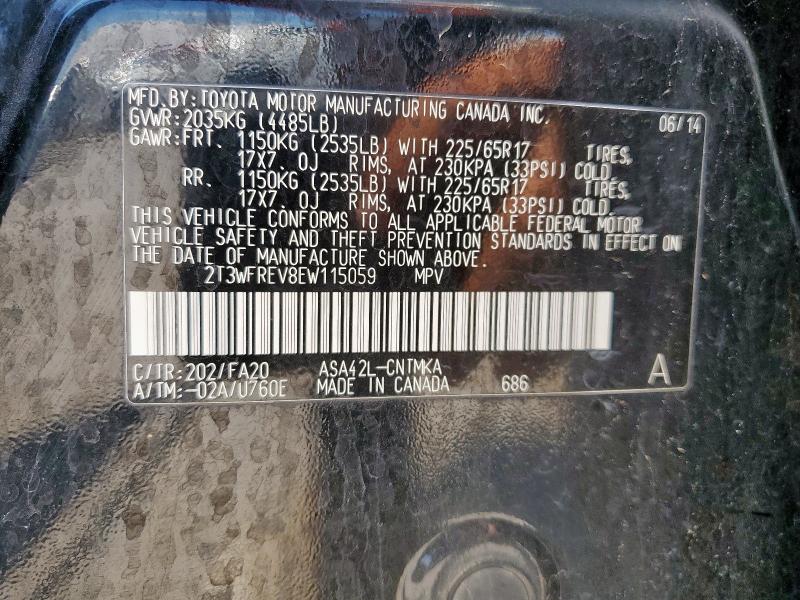 MFD. BY: TOYOTA MOTOR MANUFACTURING CANADA INC.
GVWR: 2035KG (4485LB) 06/14
GAWR: FRT. 1150KG (2535LB) WITH 225/65R17 TIRES,
17X7.0J RIMS, AT 230KPA (33PSI) COLD.
RR. 1150KG (2535LB) WITH 225/65R17 TIRES,
17X7.0J RIMS, AT 230KPA (33PSI) COLD.
THIS VEHICLE CONFORMS TO ALL APPLICABLE FEDERAL MOTOR
VEHICLE SAFETY AND THEFT PREVENTION STANDARDS IN EFFECT ON
THE DATE OF MANUFACTURE SHOWN ABOVE.
2T3WFREV8EW115059 MPV
C/TR: 202/FA20 ASA42L-CNTMKA
A/TM: -02A/U760E MADE IN CANADA 686 A